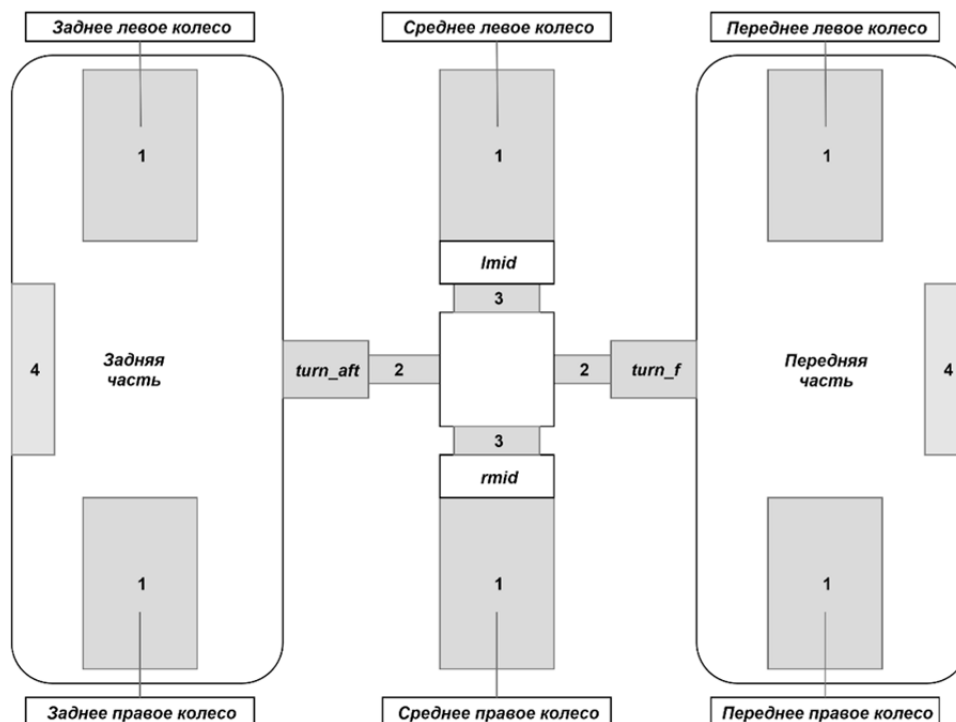 Заднее левое колесо
Среднее левое колесо
Переднее левое колесо
1
1
1
lmid
3
4
Задняя
часть
turn_aft
2
2
turn_f
Передняя
часть
4
3
rmid
1
1
1
Заднее правое колесо
Среднее правое колесо
Переднее правое колесо